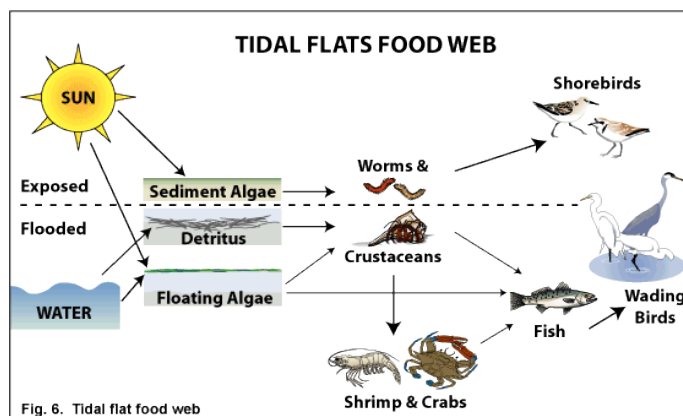 TIDAL FLATS FOOD WEB
SUN
Shorebirds
Worms &
Exposed
Sediment Algae
Flooded
Detritus
Crustaceans
Floating Algae
WATER
Fish
Wading
Birds
Shrimp & Crabs
Fig. 6. Tidal flat food web